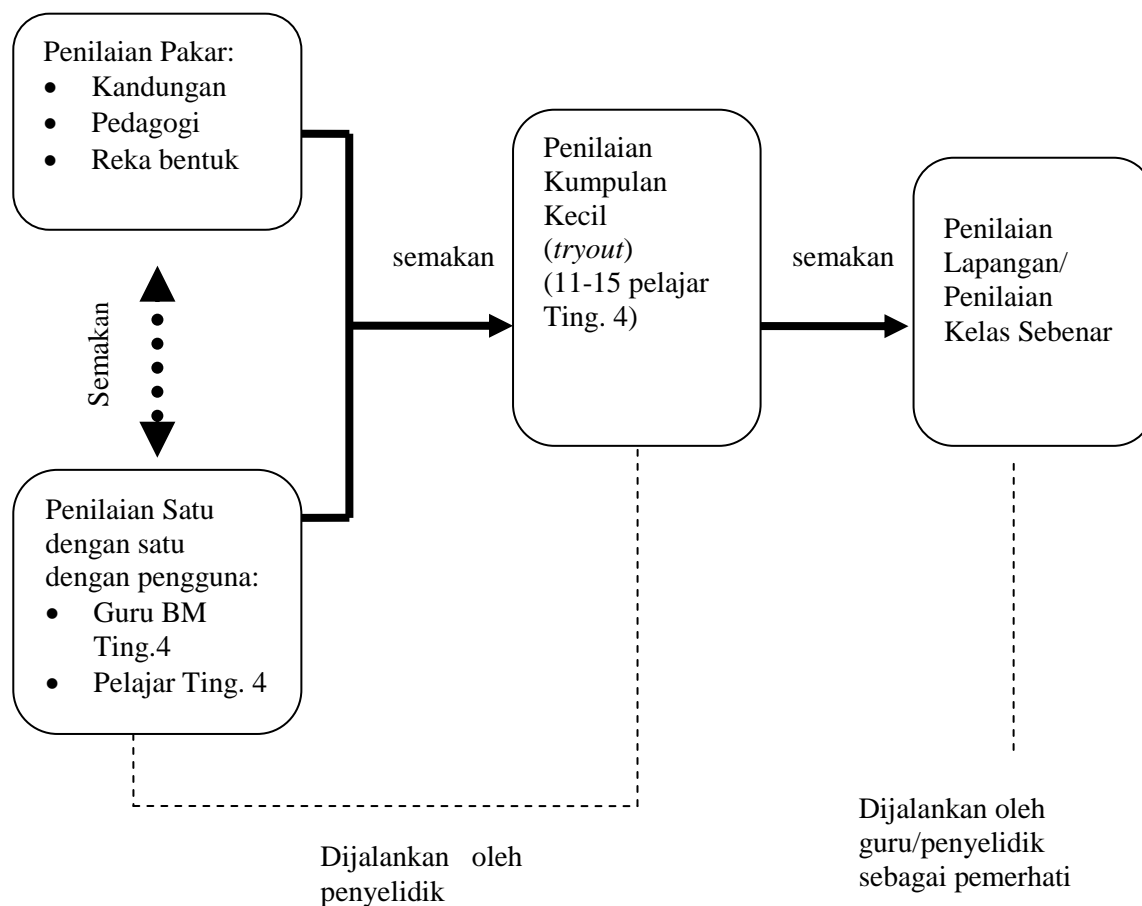 Penilaian Pakar:
• Kandungan
• Pedagogi
• Reka bentuk
Semakan
Penilaian Satu
dengan satu
dengan pengguna:
• Guru BM
Ting.4
• Pelajar Ting. 4
semakan
Penilaian
Kumpulan
Kecil
(tryout)
(11-15 pelajar
Ting. 4)
semakan
Penilaian
Lapangan/
Penilaian
Kelas Sebenar
Dijalankan oleh
penyelidik
Dijalankan oleh
guru/penyelidik
sebagai pemerhati